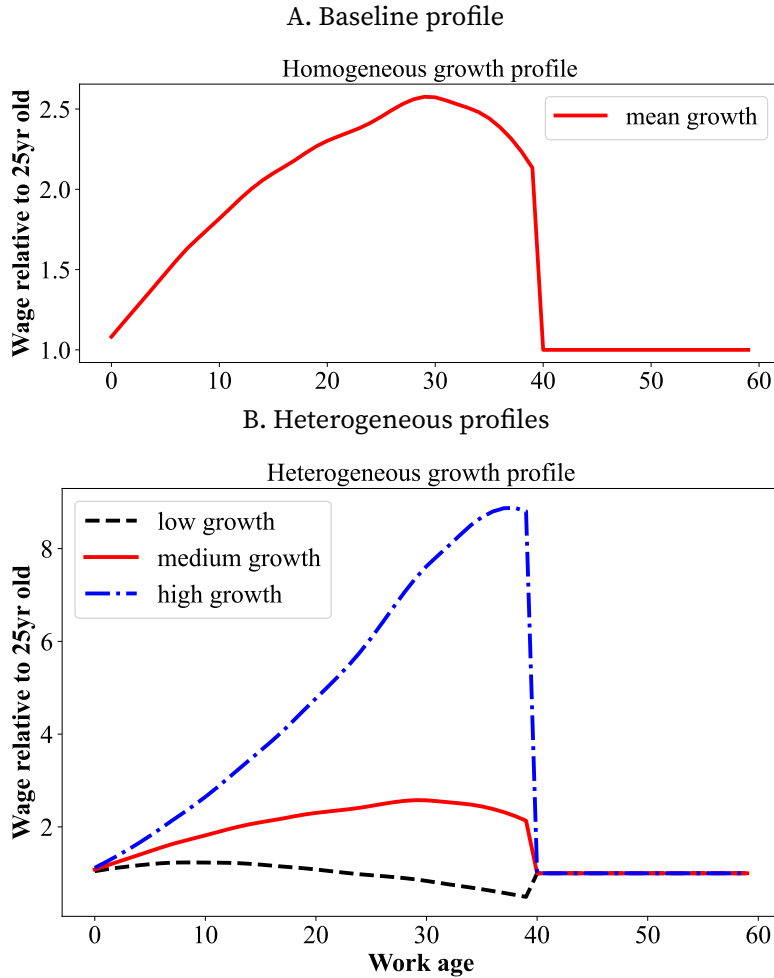 A. Baseline profile
Homogeneous growth profile
mean growth
Wage relative to 25yr old
2.5
2.0
1.5
1.0
0 10 20 30 40 50 60
B. Heterogeneous profiles
Heterogeneous growth profile
low growth
medium growth
high growth
Wage relative to 25yr old
8
6
4
2
0 10 20 30 40 50 60
Work age